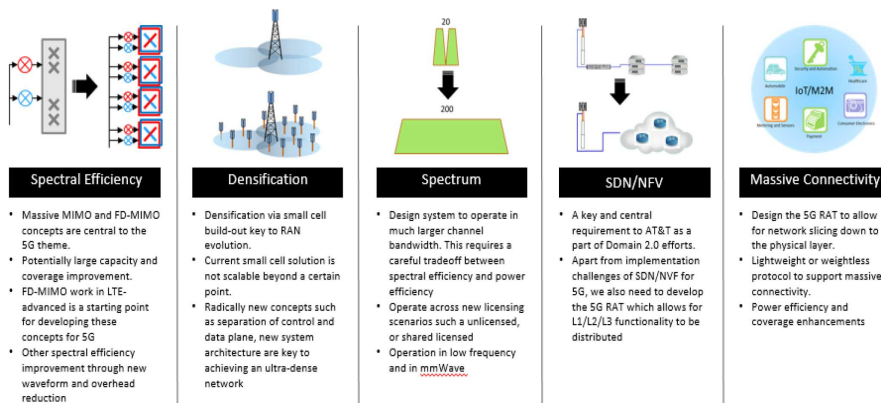 20
200
Security and Automation
Automobile
Healthcare
IoT/M2M
Metering and Sensors
Payment
Consumer Electronics
Spectral Efficiency
• Massive MIMO and FD-MIMO
concepts are central to the
5G theme.
• Potentially large capacity and
coverage improvement.
• FD-MIMO work in LTE-
advanced is a starting point
for developing these
concepts for 5G
• Other spectral efficiency
improvement through new
waveform and overhead
reduction
Densification
• Densification via small cell
build-out key to RAN
evolution.
• Current small cell solution is
not scalable beyond a certain
point.
• Radically new concepts such
as separation of control and
data plane, new system
architecture are key to
achieving an ultra-dense
network
Spectrum
• Design system to operate in
much larger channel
bandwidth. This requires a
careful tradeoff between
spectral efficiency and power
efficiency
• Operate across new licensing
scenarios such a unlicensed,
or shared licensed
• Operation in low frequency
and in mmWave
SDN/NFV
• A key and central
requirement to AT&T as a
part of Domain 2.0 efforts.
• Apart from implementation
challenges of SDN/NVF for
5G, we also need to develop
the 5G RAT which allows for
L1/L2/L3 functionality to be
distributed
Massive Connectivity
• Design the 5G RAT to allow
for network slicing down to
the physical layer.
• Lightweight or weightless
protocol to support massive
connectivity.
• Power efficiency and
coverage enhancements